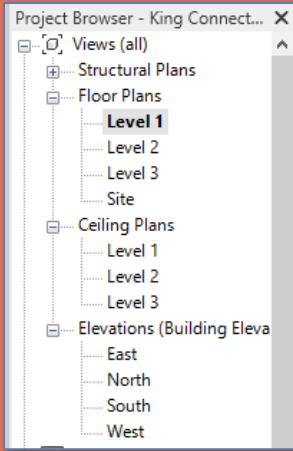 Project Browser - King Connect...
Views (all)
Structural Plans
Floor Plans
Level 1
Level 2
Level 3
Site
Ceiling Plans
Level 1
Level 2
Level 3
Elevations (Building Eleva
East
North
South
West